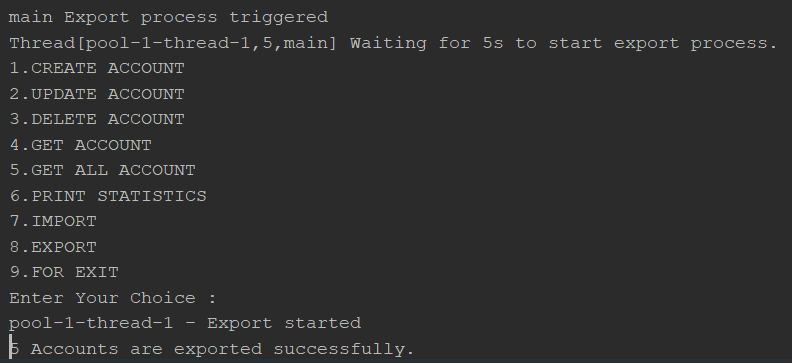 main Export process triggered
Thread[pool-1-thread-1,5,main] Waiting for 5s to start export process.
1.CREATE ACCOUNT
2.UPDATE ACCOUNT
3.DELETE ACCOUNT
4.GET ACCOUNT
5.GET ALL ACCOUNT
6.PRINT STATISTICS
7.IMPORT
8.EXPORT
9.FOR EXIT
Enter Your Choice :
pool-1-thread-1 - Export started
5 Accounts are exported successfully.